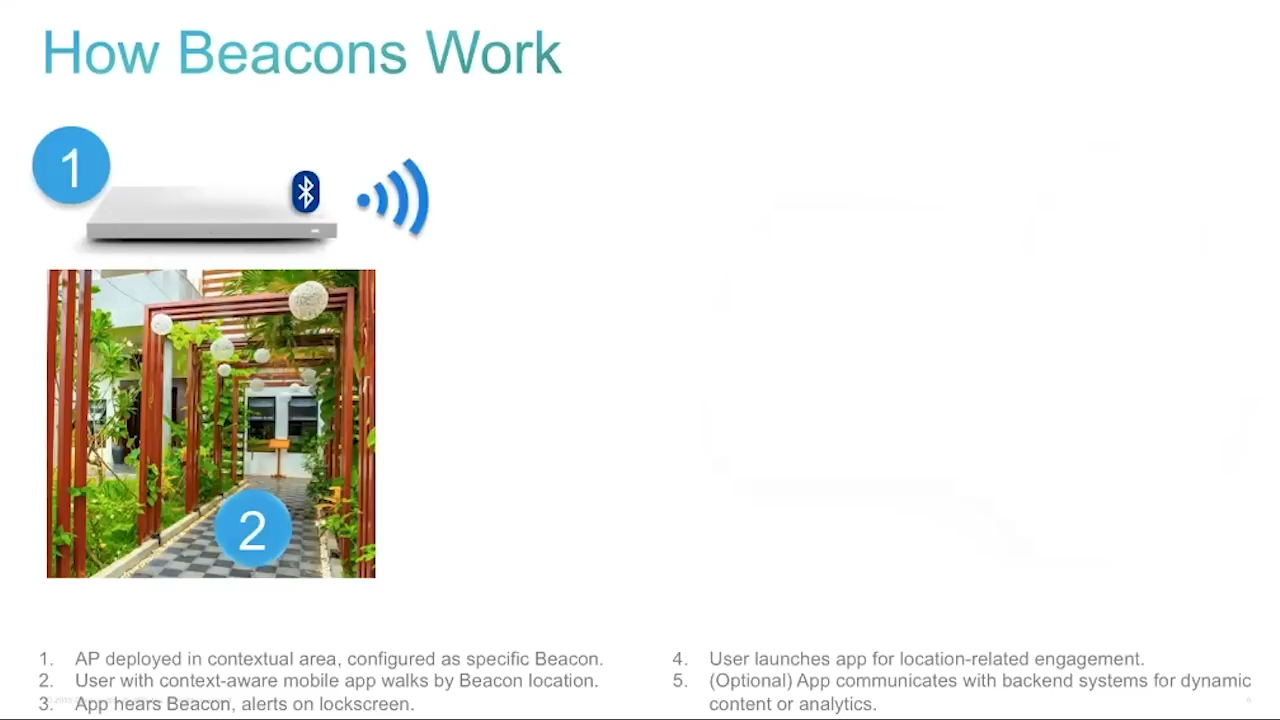 How Beacons Work
1
2
1. AP deployed in contextual area, configured as specific Beacon.
2. User with context-aware mobile app walks by Beacon location.
3. App hears Beacon, alerts on lockscreen.
4. User launches app for location-related engagement.
5. (Optional) App communicates with backend systems for dynamic
content or analytics.
6